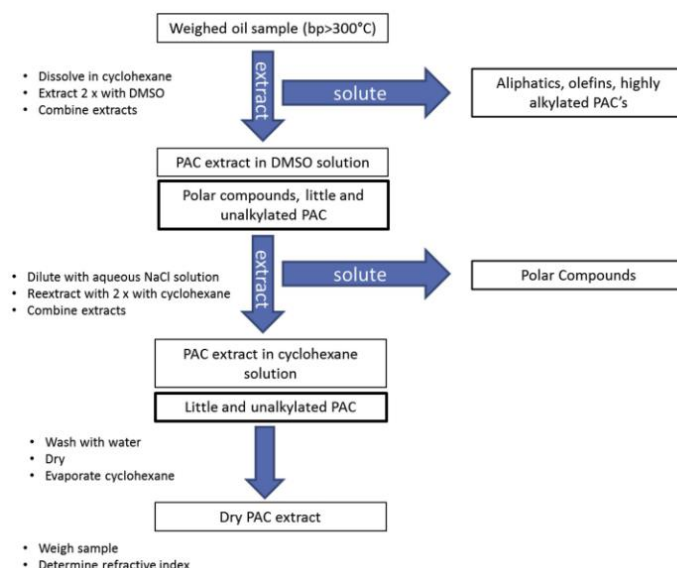 Weighed oil sample (bp>300°C)
• Dissolve in cyclohexane
• Extract 2 x with DMSO
• Combine extracts
extract
solute
Aliphatics, olefins, highly
alkylated PAC's
PAC extract in DMSO solution
Polar compounds, little and
unalkylated PAC
• Dilute with aqueous NaCl solution
• Reextract with 2 x with cyclohexane
• Combine extracts
extract
solute
Polar Compounds
PAC extract in cyclohexane
solution
Little and unalkylated PAC
• Wash with water
• Dry
• Evaporate cyclohexane
Dry PAC extract
• Weigh sample
• Determine refractive index